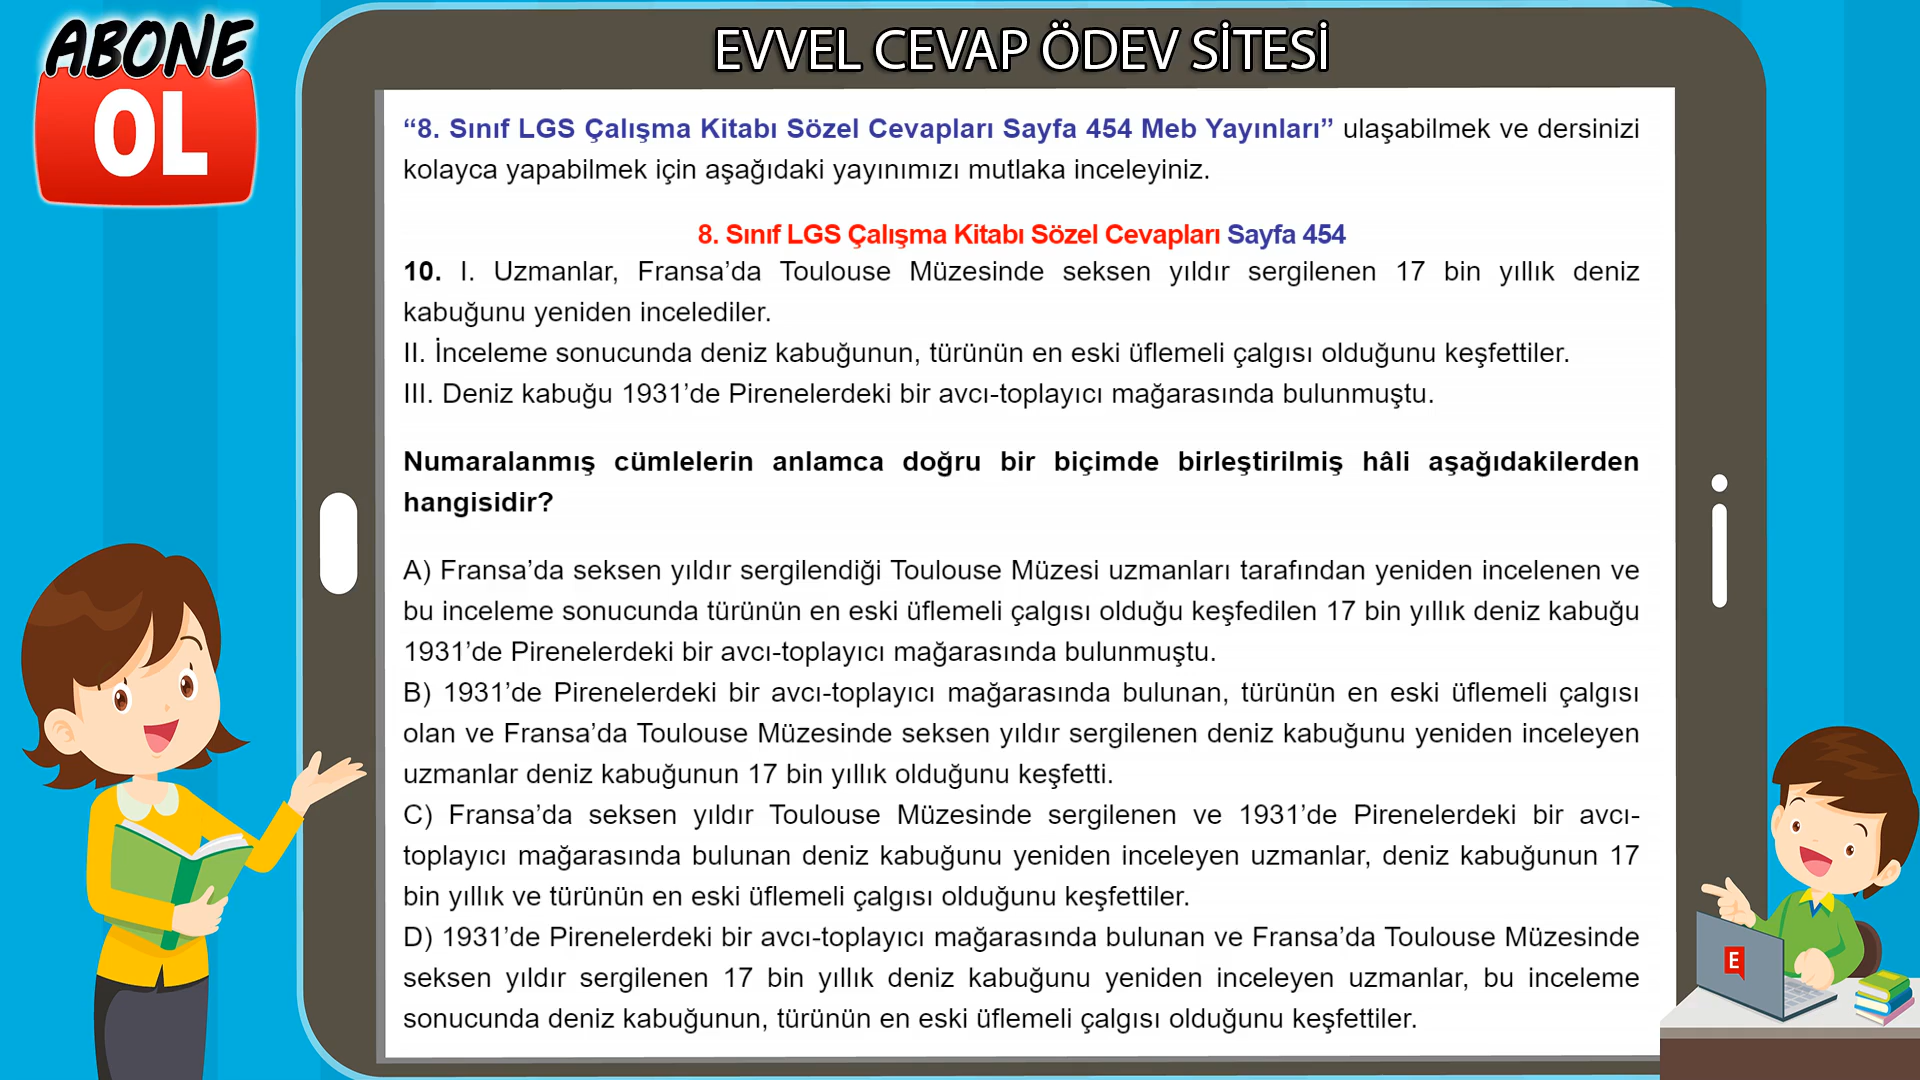 ABONE
OL
EVVEL CEVAP ÖDEV SİTESİ
“8. Sınıf LGS Çalışma Kitabı Sözel Cevapları Sayfa 454 Meb Yayınları” ulaşabilmek ve dersinizi
kolayca yapabilmek için aşağıdaki yayınımızı mutlaka inceleyiniz.
8. Sınıf LGS Çalışma Kitabı Sözel Cevapları Sayfa 454
10. I. Uzmanlar, Fransa’da Toulouse Müzesinde seksen yıldır sergilenen 17 bin yıllık deniz
kabuğunu yeniden incelediler.
II. İnceleme sonucunda deniz kabuğunun, türünün en eski üflemeli çalgısı olduğunu keşfettiler.
III. Deniz kabuğu 1931’de Pirenelerdeki bir avcı-toplayıcı mağarasında bulunmuştu.
Numaralanmış cümlelerin anlamca doğru bir biçimde birleştirilmiş hâli aşağıdakilerden
hangisidir?
A) Fransa’da seksen yıldır sergilendiği Toulouse Müzesi uzmanları tarafından yeniden incelenen ve
bu inceleme sonucunda türünün en eski üflemeli çalgısı olduğu keşfedilen 17 bin yıllık deniz kabuğu
1931’de Pirenelerdeki bir avcı-toplayıcı mağarasında bulunmuştu.
B) 1931’de Pirenelerdeki bir avcı-toplayıcı mağarasında bulunan, türünün en eski üflemeli çalgısı
olan ve Fransa’da Toulouse Müzesinde seksen yıldır sergilenen deniz kabuğunu yeniden inceleyen
uzmanlar deniz kabuğunun 17 bin yıllık olduğunu keşfetti.
C) Fransa’da seksen yıldır Toulouse Müzesinde sergilenen ve 1931’de Pirenelerdeki bir avcı-
toplayıcı mağarasında bulunan deniz kabuğunu yeniden inceleyen uzmanlar, deniz kabuğunun 17
bin yıllık ve türünün en eski üflemeli çalgısı olduğunu keşfettiler.
D) 1931’de Pirenelerdeki bir avcı-toplayıcı mağarasında bulunan ve Fransa’da Toulouse Müzesinde
seksen yıldır sergilenen 17 bin yıllık deniz kabuğunu yeniden inceleyen uzmanlar, bu inceleme
sonucunda deniz kabuğunun, türünün en eski üflemeli çalgısı olduğunu keşfettiler.
E